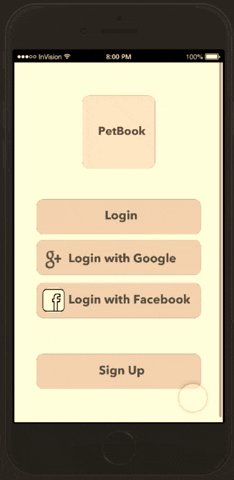 InVision 8:00 PM 100%
PetBook
Login
g+ Login with Google
f Login with Facebook
Sign Up